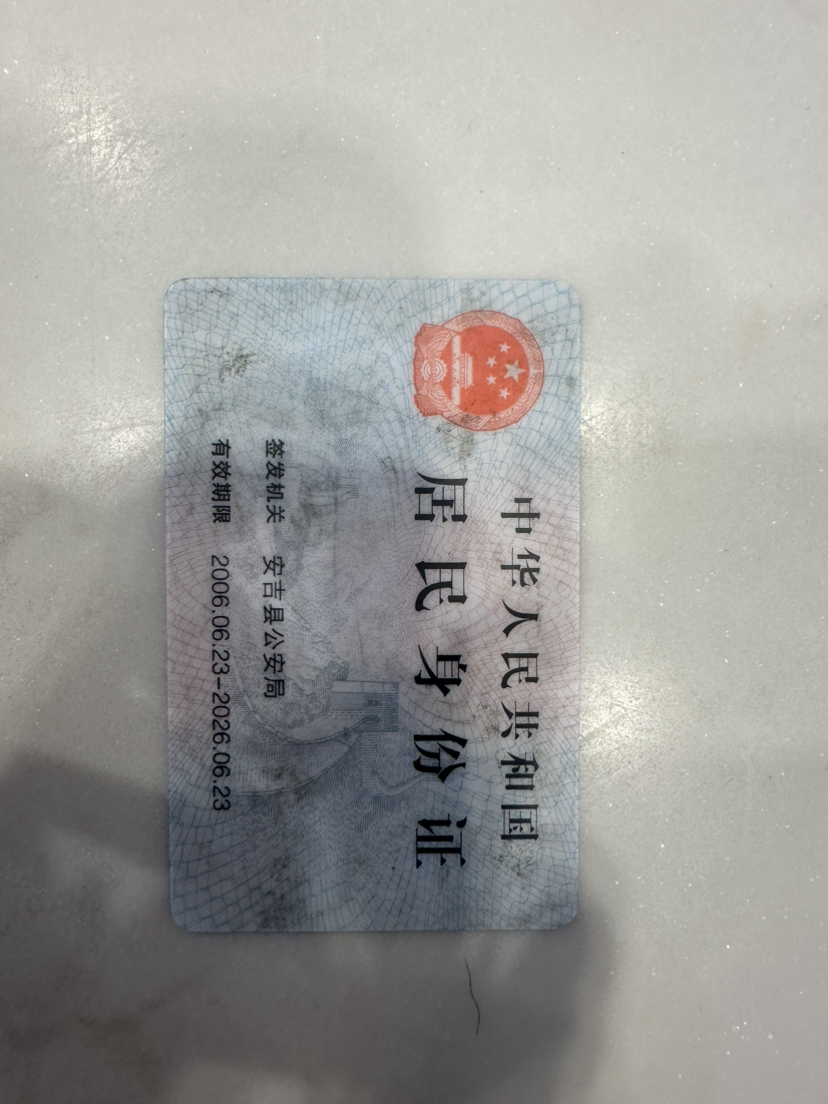 中华人民共和国
居民身份证
签发机关 安吉县公安局
有效期限 2006.06.23-2026.06.23